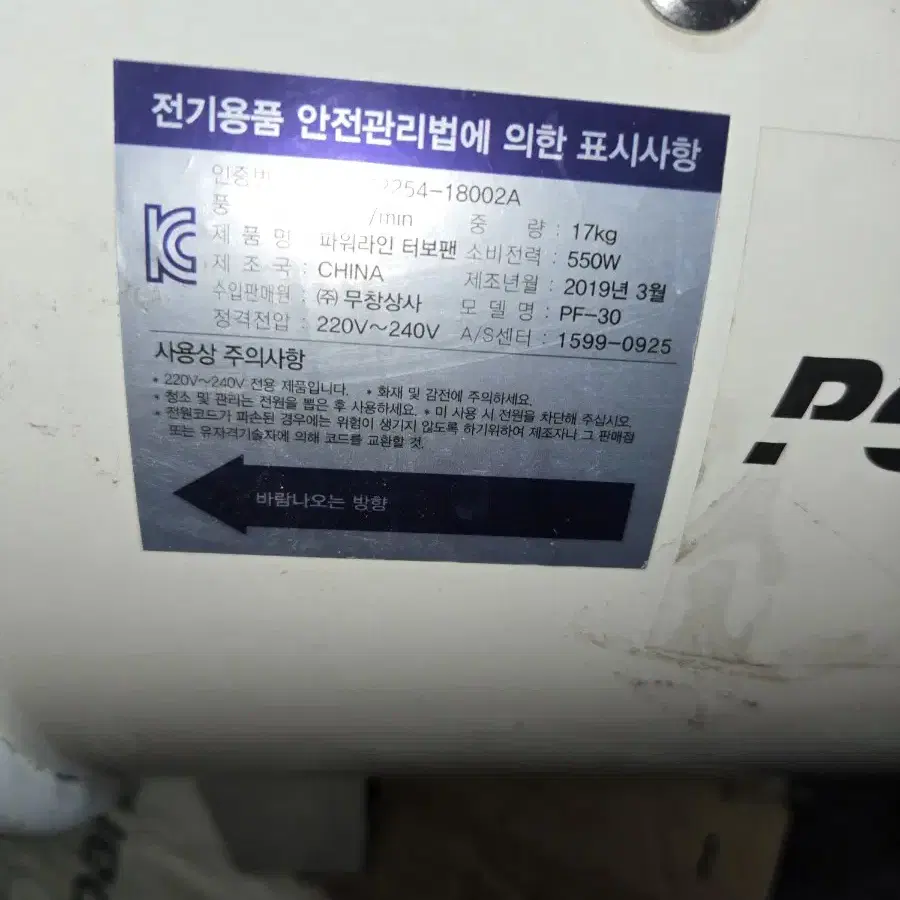 전기용품 안전관리법에 의한 표시사항
인증번 2254-18002A
풍 /min 중 량 : 17kg
제 품 명 : 파워라인 터보팬 소비전력 : 550W
제 조 국 : CHINA 제조년월 : 2019년 3월
수입판매원 : (주) 무창상사 모 델 명 : PF-30
정격전압 : 220V~240V A/S센터 : 1599-0925
사용상 주의사항
* 220V~240V 전용 제품입니다. * 화재 및 감전에 주의하세요.
* 청소 및 관리는 전원을 뽑은 후 사용하세요. * 미 사용 시 전원을 차단해 주십시오.
* 전원코드가 파손된 경우에는 위험이 생기지 않도록 하기위하여 제조자나 그 판매점
또는 유자격기술자에 의해 코드를 교환할 것.
바람나오는 방향